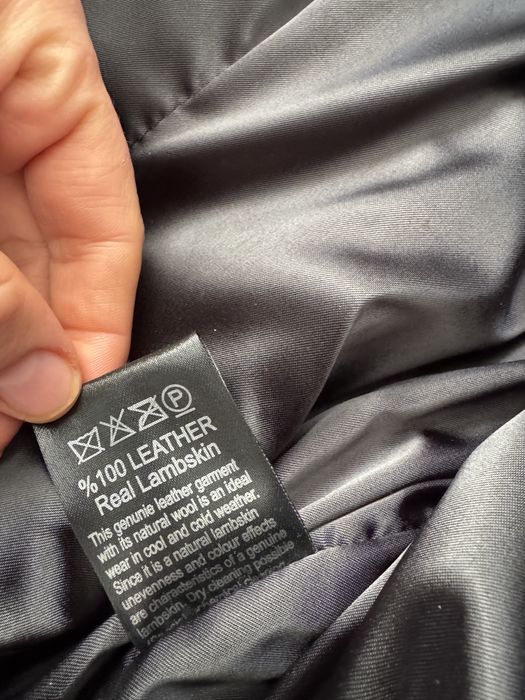 P
%100 LEATHER
Real Lambskin
This genunie leather garment
with its natural wool is an ideal
wear in cool and cold weather.
Since it is a natural lambskin
unevenness and colour effects
are characteristics of a genuine
lambskin. Dry cleaning possible